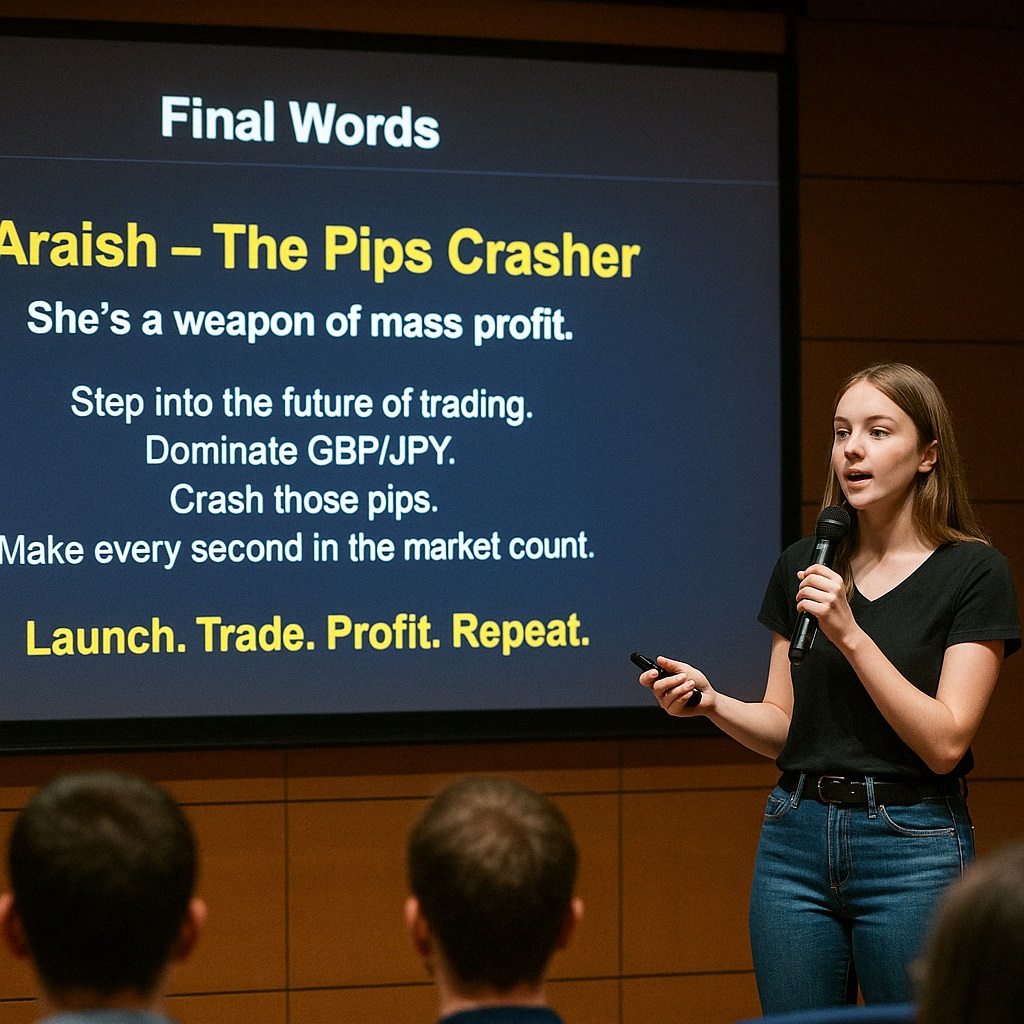 Final Words
Araish – The Pips Crasher
She's a weapon of mass profit.
Step into the future of trading.
Dominate GBP/JPY.
Crash those pips.
Make every second in the market count.
Launch. Trade. Profit. Repeat.